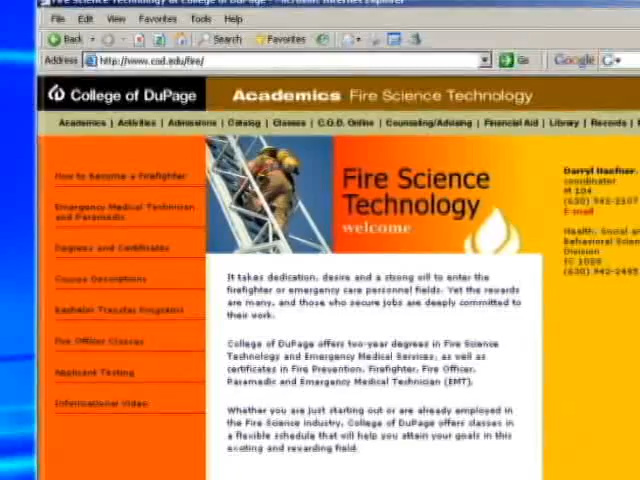 Fire Science Technology at College of DuPage - Microsoft Internet Explorer
File Edit View Favorites Tools Help
Back Search Favorites
Address http://www.cod.edu/fire/ Go Google
College of DuPage Academics Fire Science Technology
Academics | Activities | Admissions | Catalog | Classes | C.O.D. Online | Counseling/Advising | Financial Aid | Library | Records |
How to become a Firefighter
Emergency Medical Technician
and Paramedic
Degrees and Certificates
Course Descriptions
Bachelor Transfer Programs
Fire Officer Classes
Applicant Testing
Informational Video
Fire Science
Technology
welcome
It takes dedication, desire and a strong will to enter the
firefighter or emergency care personnel fields. Yet the rewards
are many, and those who secure jobs are deeply committed to
their work.
College of DuPage offers two-year degrees in Fire Science
Technology and Emergency Medical Services, as well as
certificates in Fire Prevention, Firefighter, Fire Officer,
Paramedic and Emergency Medical Technician (EMT).
Whether you are just starting out or are already employed in
the Fire Science industry, College of DuPage offers classes in
a flexible schedule that will help you attain your goals in this
exciting and rewarding field.
Darryl
coordinator
M 104
(630) 942-2107
E-mail
Health, Social and
Behavioral Scien
Division
IC 1028
(630) 942-2495